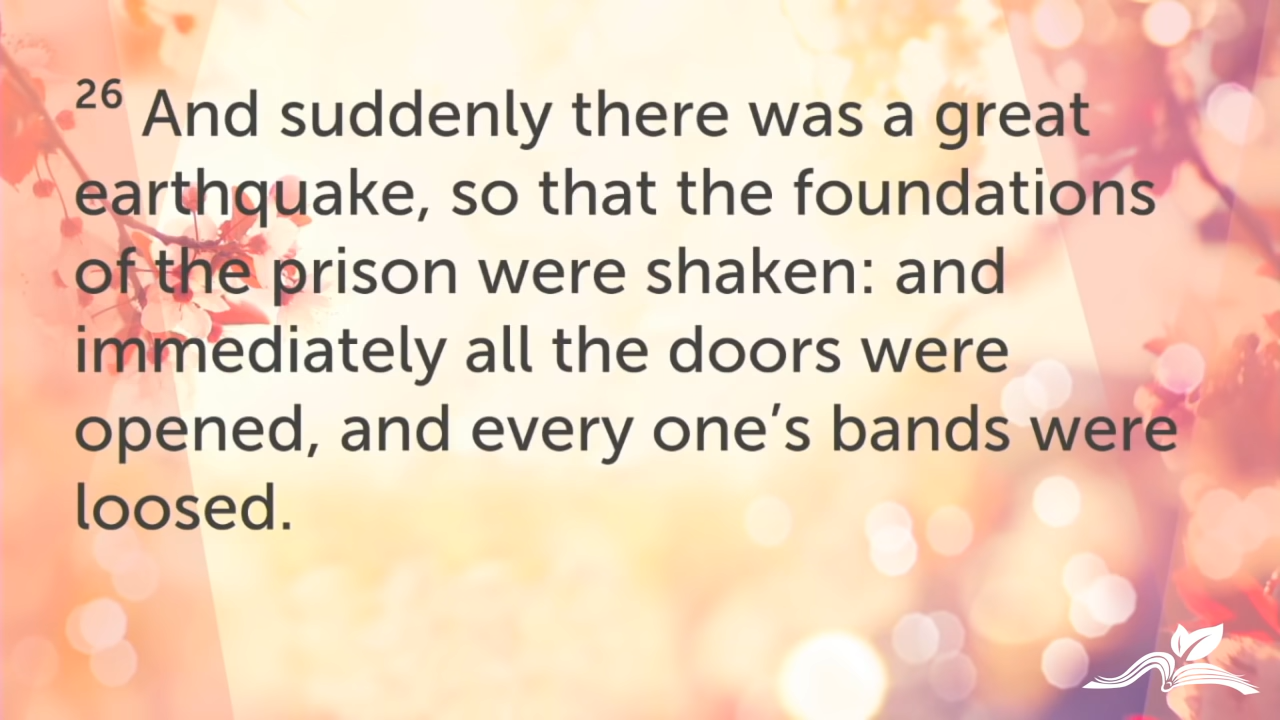 26 And suddenly there was a great
earthquake, so that the foundations
of the prison were shaken: and
immediately all the doors were
opened, and every one’s bands were
loosed.